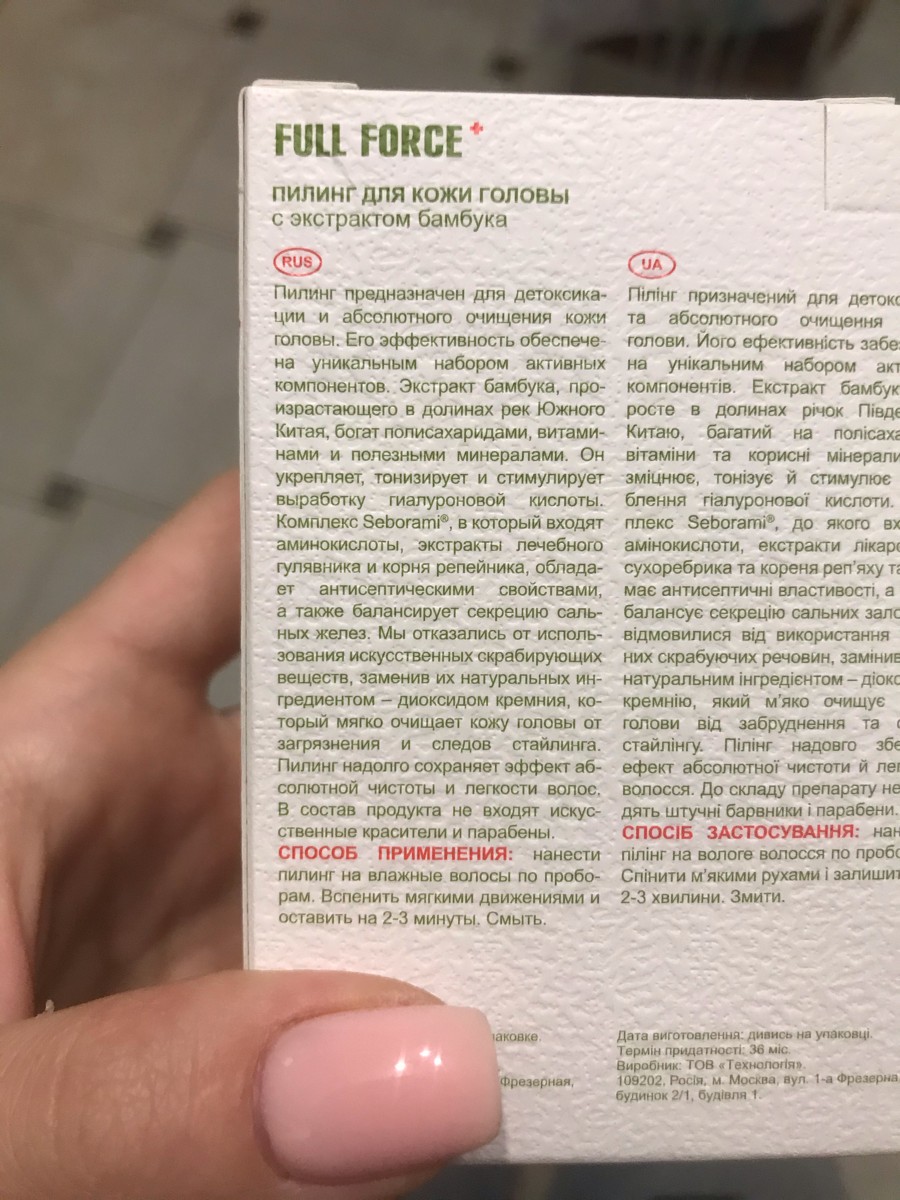 FULL FORCE+
ПИЛИНГ ДЛЯ КОЖИ ГОЛОВЫ
с экстрактом бамбука
RUS
Пилинг предназначен для детоксика-
ции и абсолютного очищения кожи
головы. Его эффективность обеспече-
на уникальным набором активных
компонентов. Экстракт бамбука, про-
израстающего в долинах рек Южного
Китая, богат полисахаридами, витами-
нами и полезными минералами. Он
укрепляет, тонизирует и стимулирует
выработку гиалуроновой кислоты.
Комплекс Seborami®, в который входят
аминокислоты, экстракты лечебного
гулявника и корня репейника, облада-
ет антисептическими свойствами,
а также балансирует секрецию саль-
ных желез. Мы отказались от исполь-
зования искусственных скрабирующих
веществ, заменив их натуральных ин-
гредиентом – диоксидом кремния, ко-
торый мягко очищает кожу головы от
загрязнения и следов стайлинга.
Пилинг надолго сохраняет эффект аб-
солютной чистоты и легкости волос.
В состав продукта не входят искус-
ственные красители и парабены.
СПОСОБ ПРИМЕНЕНИЯ: нанести
пилинг на влажные волосы по пробо-
рам. Вспенить мягкими движениями и
оставить на 2-3 минуты. Смыть.
UA
Пілінг призначений для
та абсолютного очищення
голови. Його ефективність
на унікальним набором
компонентів. Екстракт
росте в долинах річок
Китаю, багатий на
вітаміни та корисні
зміцнює, тонізує й стимулює
блення гіалуронової кислоти.
плекс Seborami®, до якого
амінокислоти, екстракти
сухоребрика та кореня реп'яху
має антисептичні властивості, а
балансує секрецію сальних
відмовилися від використання
них скрабуючих речовин,
натуральним інгредієнтом –
кремнію, який м'яко очищує
голови від забруднення та
стайлінгу. Пілінг надовго
ефект абсолютної чистоти й
волосся. До складу препарату не
дять штучні барвники і парабени.
СПОСІБ ЗАСТОСУВАННЯ:
пілінг на вологе волосся по
Спінити м'якими рухами і
2-3 хвилини. Змити.
Фрезерная,
Дата виготовлення: дивись на упаковці.
Термін придатності: 36 міс.
Виробник: ТОВ «Технологія».
109202, Росія, м. Москва, вул. 1-а
будинок 2/1, будівля 1.